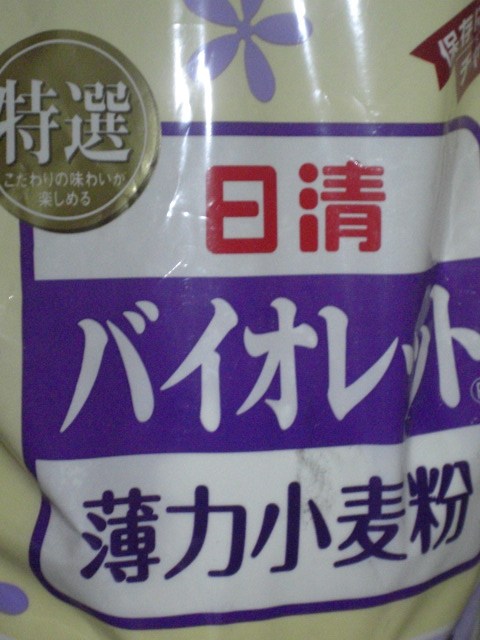 特選
こだわりの味わいが
楽しめる
日清
バイオレット
薄力小麦粉